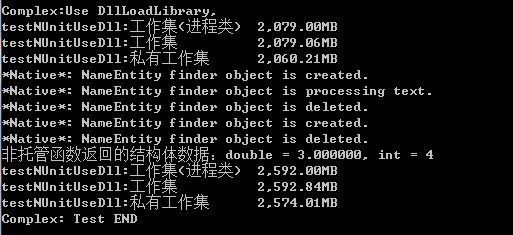 Complex:Use DllLoadLibrary,
testNUnitUseDll:工作集(进程类)  2,079.00MB
testNUnitUseDll:工作集          2,079.06MB
testNUnitUseDll:私有工作集      2,060.21MB
*Native*: NameEntity finder object is created.
*Native*: NameEntity finder object is processing text.
*Native*: NameEntity finder object is deleted.
*Native*: NameEntity finder object is created.
*Native*: NameEntity finder object is deleted.
非托管函数返回的结构体数据：double = 3.000000, int = 4
testNUnitUseDll:工作集(进程类)  2,592.00MB
testNUnitUseDll:工作集          2,592.84MB
testNUnitUseDll:私有工作集      2,574.01MB
Complex: Test END